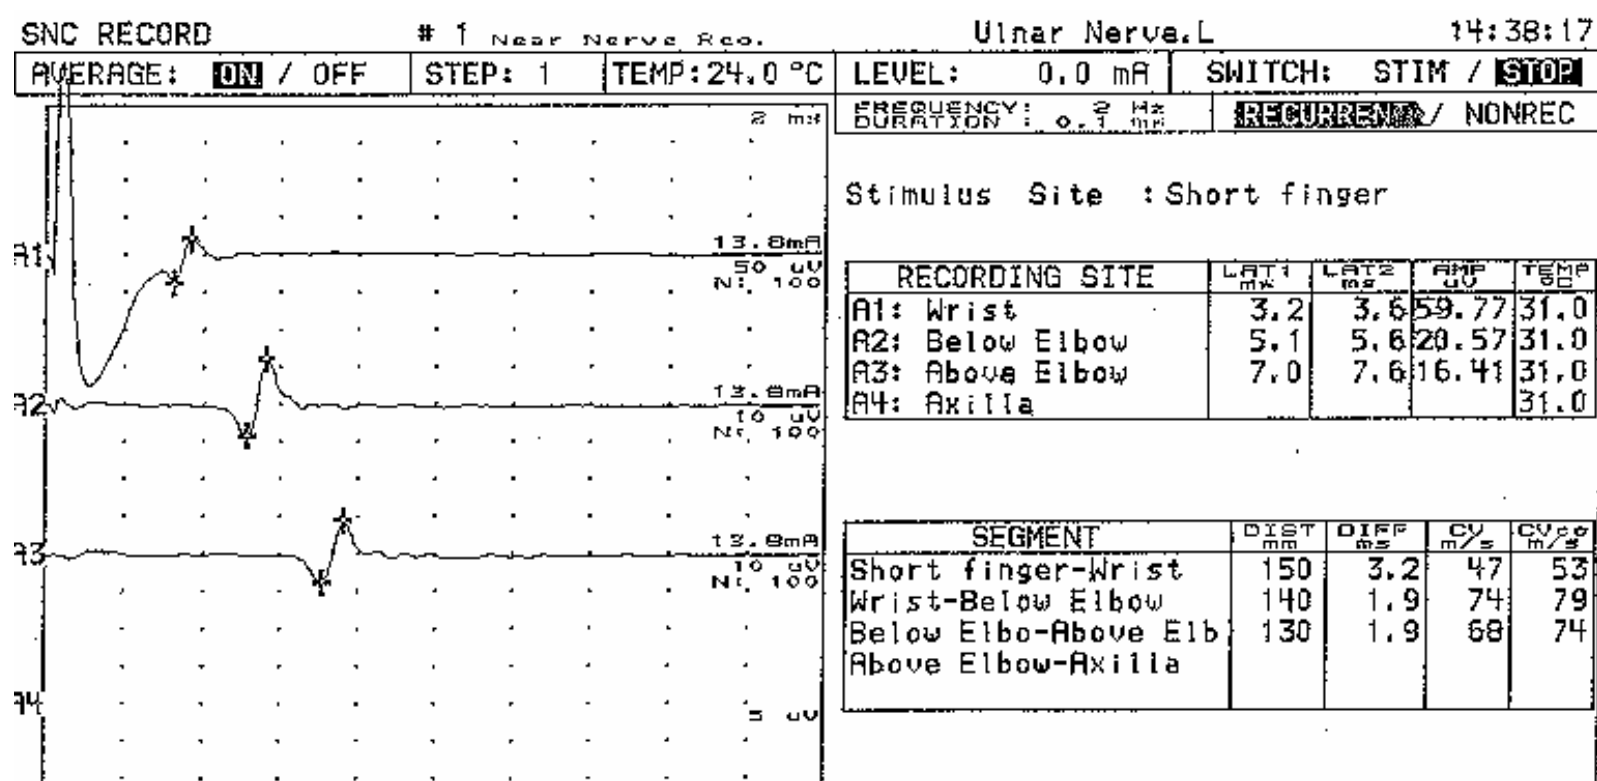 SNC RECORD # 1 Near Nerve Rec. Ulnar Nerve.L 14:38:17
AVERAGE: ON / OFF STEP: 1 TEMP:24.0 °C LEVEL: 0.0 mA SWITCH: STIM / STOP
2 ms
FREQUENCY: 2 Hz
DURATION : 0.1 ms
RECURRENT / NONREC
Stimulus Site :Short finger
A1
13.8mA
50 uV
N: 100
A2
13.8mA
10 uV
N: 100
A3
13.8mA
10 uV
N: 100
A4
5 uV
RECORDING SITE LAT1 ms LAT2 ms AMP uV TEMP °C
A1: Wrist 3.2 3.6 59.77 31.0
A2: Below Elbow 5.1 5.6 20.57 31.0
A3: Above Elbow 7.0 7.6 16.41 31.0
A4: Axilla 31.0
SEGMENT DIST mm DIFF ms CV m/s m/s
Short finger-Wrist 150 3.2 47 53
Wrist-Below Elbow 140 1.9 74 79
Below Elbo-Above Elb 130 1.9 68 74
Above Elbow-Axilla